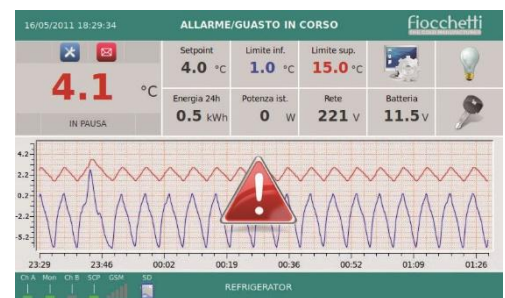 16/05/2011 18:29:34
ALLARME/GUASTO IN CORSO
fiocchetti
Setpoint
4.0 °C
Limite inf.
1.0 °C
Limite sup.
15.0 °C
4.1 °C
IN PAUSA
Energia 24h
0.5 kWh
Potenza ist.
0 W
Rete
221 V
Batteria
11.5 V
4.2
2.2
0.2
-2.2
-5.2
23:29 23:46 00:02 00:19 00:36 00:52 01:09 01:26
Ch A Mon Ch B SCP GSM SD
REFRIGERATOR